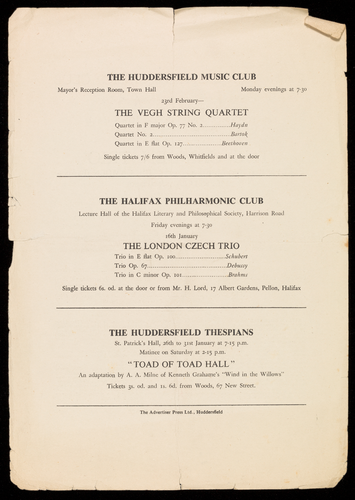 THE HUDDERSFIELD MUSIC CLUB
Mayor's Reception Room, Town Hall Monday evenings at 7-30
23rd February—
THE VEGH STRING QUARTET
Quartet in F major Op. 77 No. 2..............Haydn
Quartet No. 2..............Bartok
Quartet in E flat Op. 127..............Beethoven
Single tickets 7/6 from Woods, Whitfields and at the door
THE HALIFAX PHILHARMONIC CLUB
Lecture Hall of the Halifax Literary and Philosophical Society, Harrison Road
Friday evenings at 7-30
16th January
THE LONDON CZECH TRIO
Trio in E flat Op. 100..............Schubert
Trio Op. 67..............Debussy
Trio in C minor Op. 101..............Brahms
Single tickets 6s. 0d. at the door or from Mr. H. Lord, 17 Albert Gardens, Pellon, Halifax
THE HUDDERSFIELD THESPIANS
St. Patrick's Hall, 26th to 31st January at 7-15 p.m.
Matinee on Saturday at 2-15 p.m.
"TOAD OF TOAD HALL"
An adaptation by A. A. Milne of Kenneth Grahame's "Wind in the Willows"
Tickets 3s. 0d. and 1s. 6d. from Woods, 67 New Street.
The Advertiser Press Ltd., Huddersfield